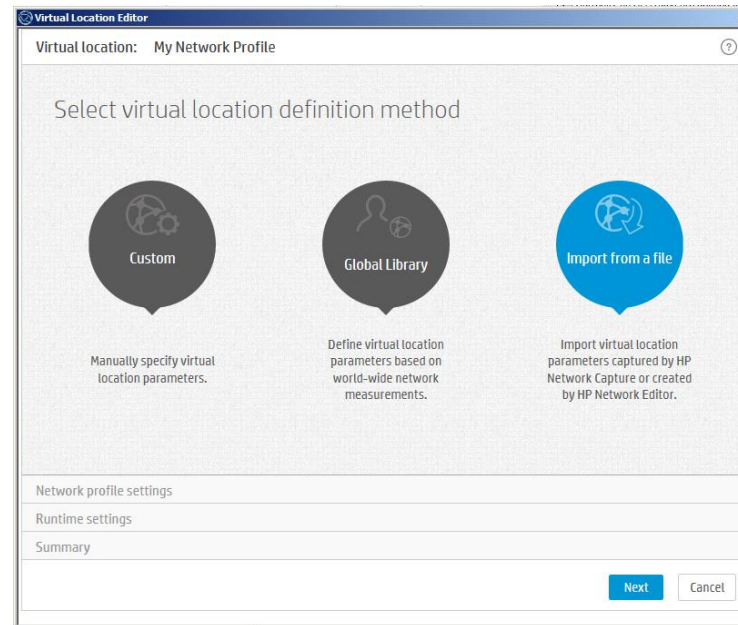 Virtual Location Editor
Virtual location: My Network Profile
?
Select virtual location definition method
Custom
Global Library
Import from a file
Manually specify virtual
location parameters.
Define virtual location
parameters based on
world-wide network
measurements.
Import virtual location
parameters captured by HP
Network Capture or created
by HP Network Editor.
Network profile settings
Runtime settings
Summary
Next
Cancel